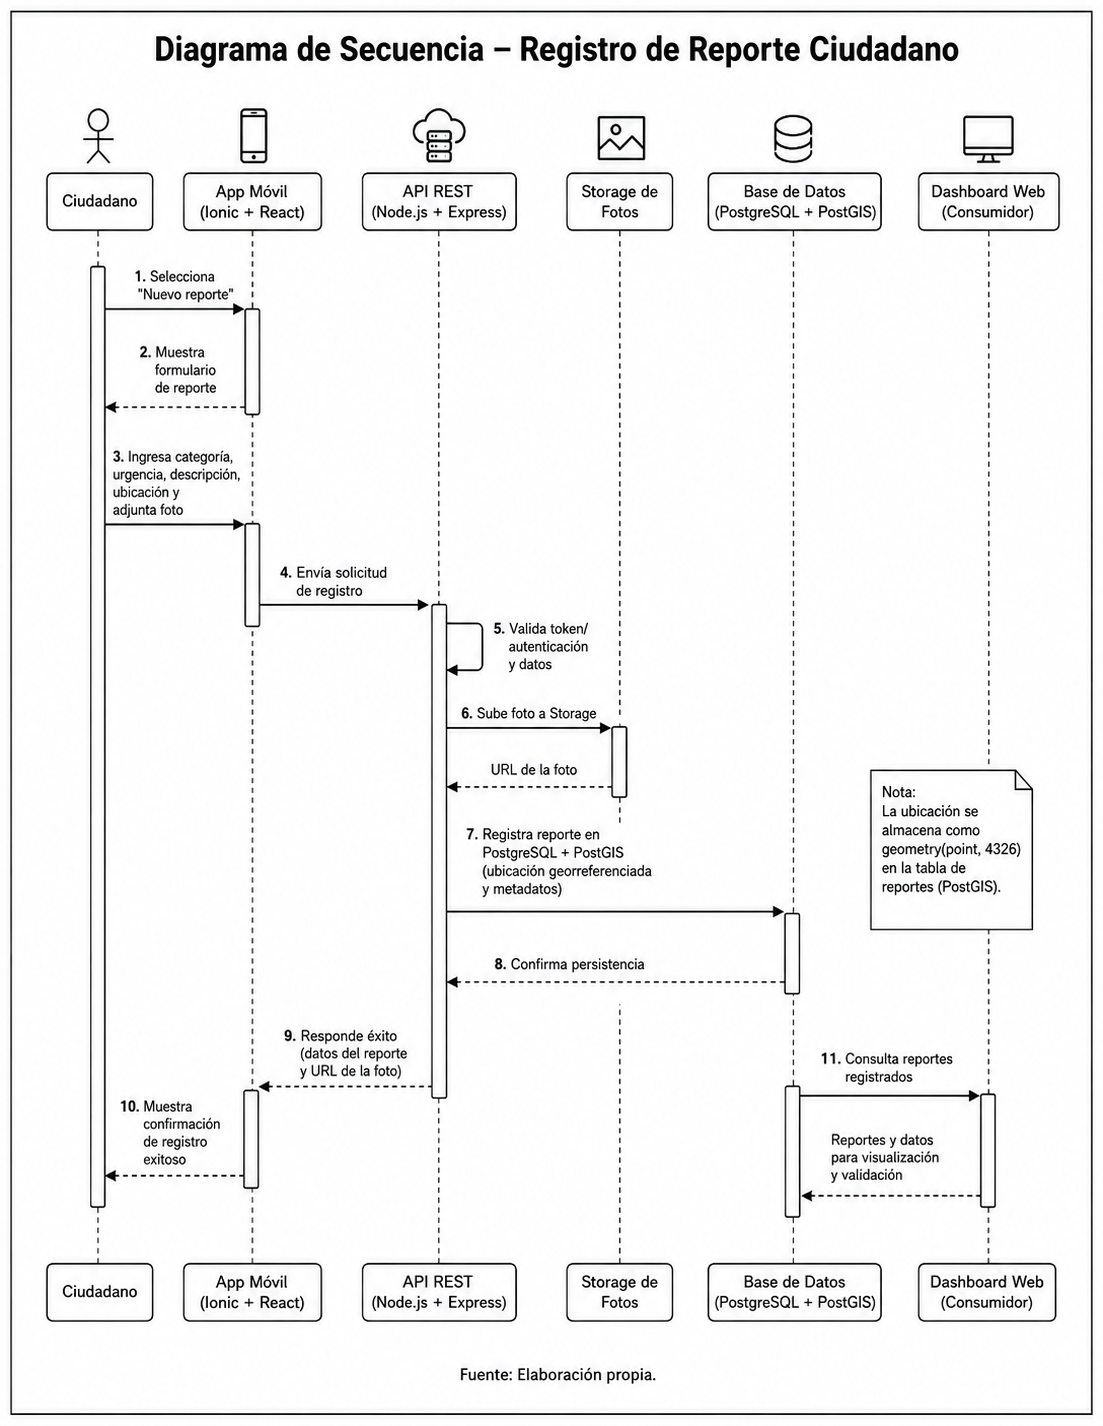 Diagrama de Secuencia – Registro de Reporte Ciudadano
Ciudadano
App Móvil
(Ionic + React)
API REST
(Node.js + Express)
Storage de
Fotos
Base de Datos
(PostgreSQL + PostGIS)
Dashboard Web
(Consumidor)
1. Selecciona
"Nuevo reporte"
2. Muestra
formulario
de reporte
3. Ingresa categoría,
urgencia, descripción,
ubicación y
adjunta foto
4. Envía solicitud
de registro
5. Valida token/
autenticación
y datos
6. Sube foto a Storage
URL de la foto
Nota:
La ubicación se
almacena como
geometry(point, 4326)
en la tabla de
reportes (PostGIS).
7. Registra reporte en
PostgreSQL + PostGIS
(ubicación georreferenciada
y metadatos)
8. Confirma persistencia
9. Responde éxito
(datos del reporte
y URL de la foto)
10. Muestra
confirmación
de registro
exitoso
11. Consulta reportes
registrados
Reportes y datos
para visualización
y validación
Ciudadano
App Móvil
(Ionic + React)
API REST
(Node.js + Express)
Storage de
Fotos
Base de Datos
(PostgreSQL + PostGIS)
Dashboard Web
(Consumidor)
Fuente: Elaboración propia.